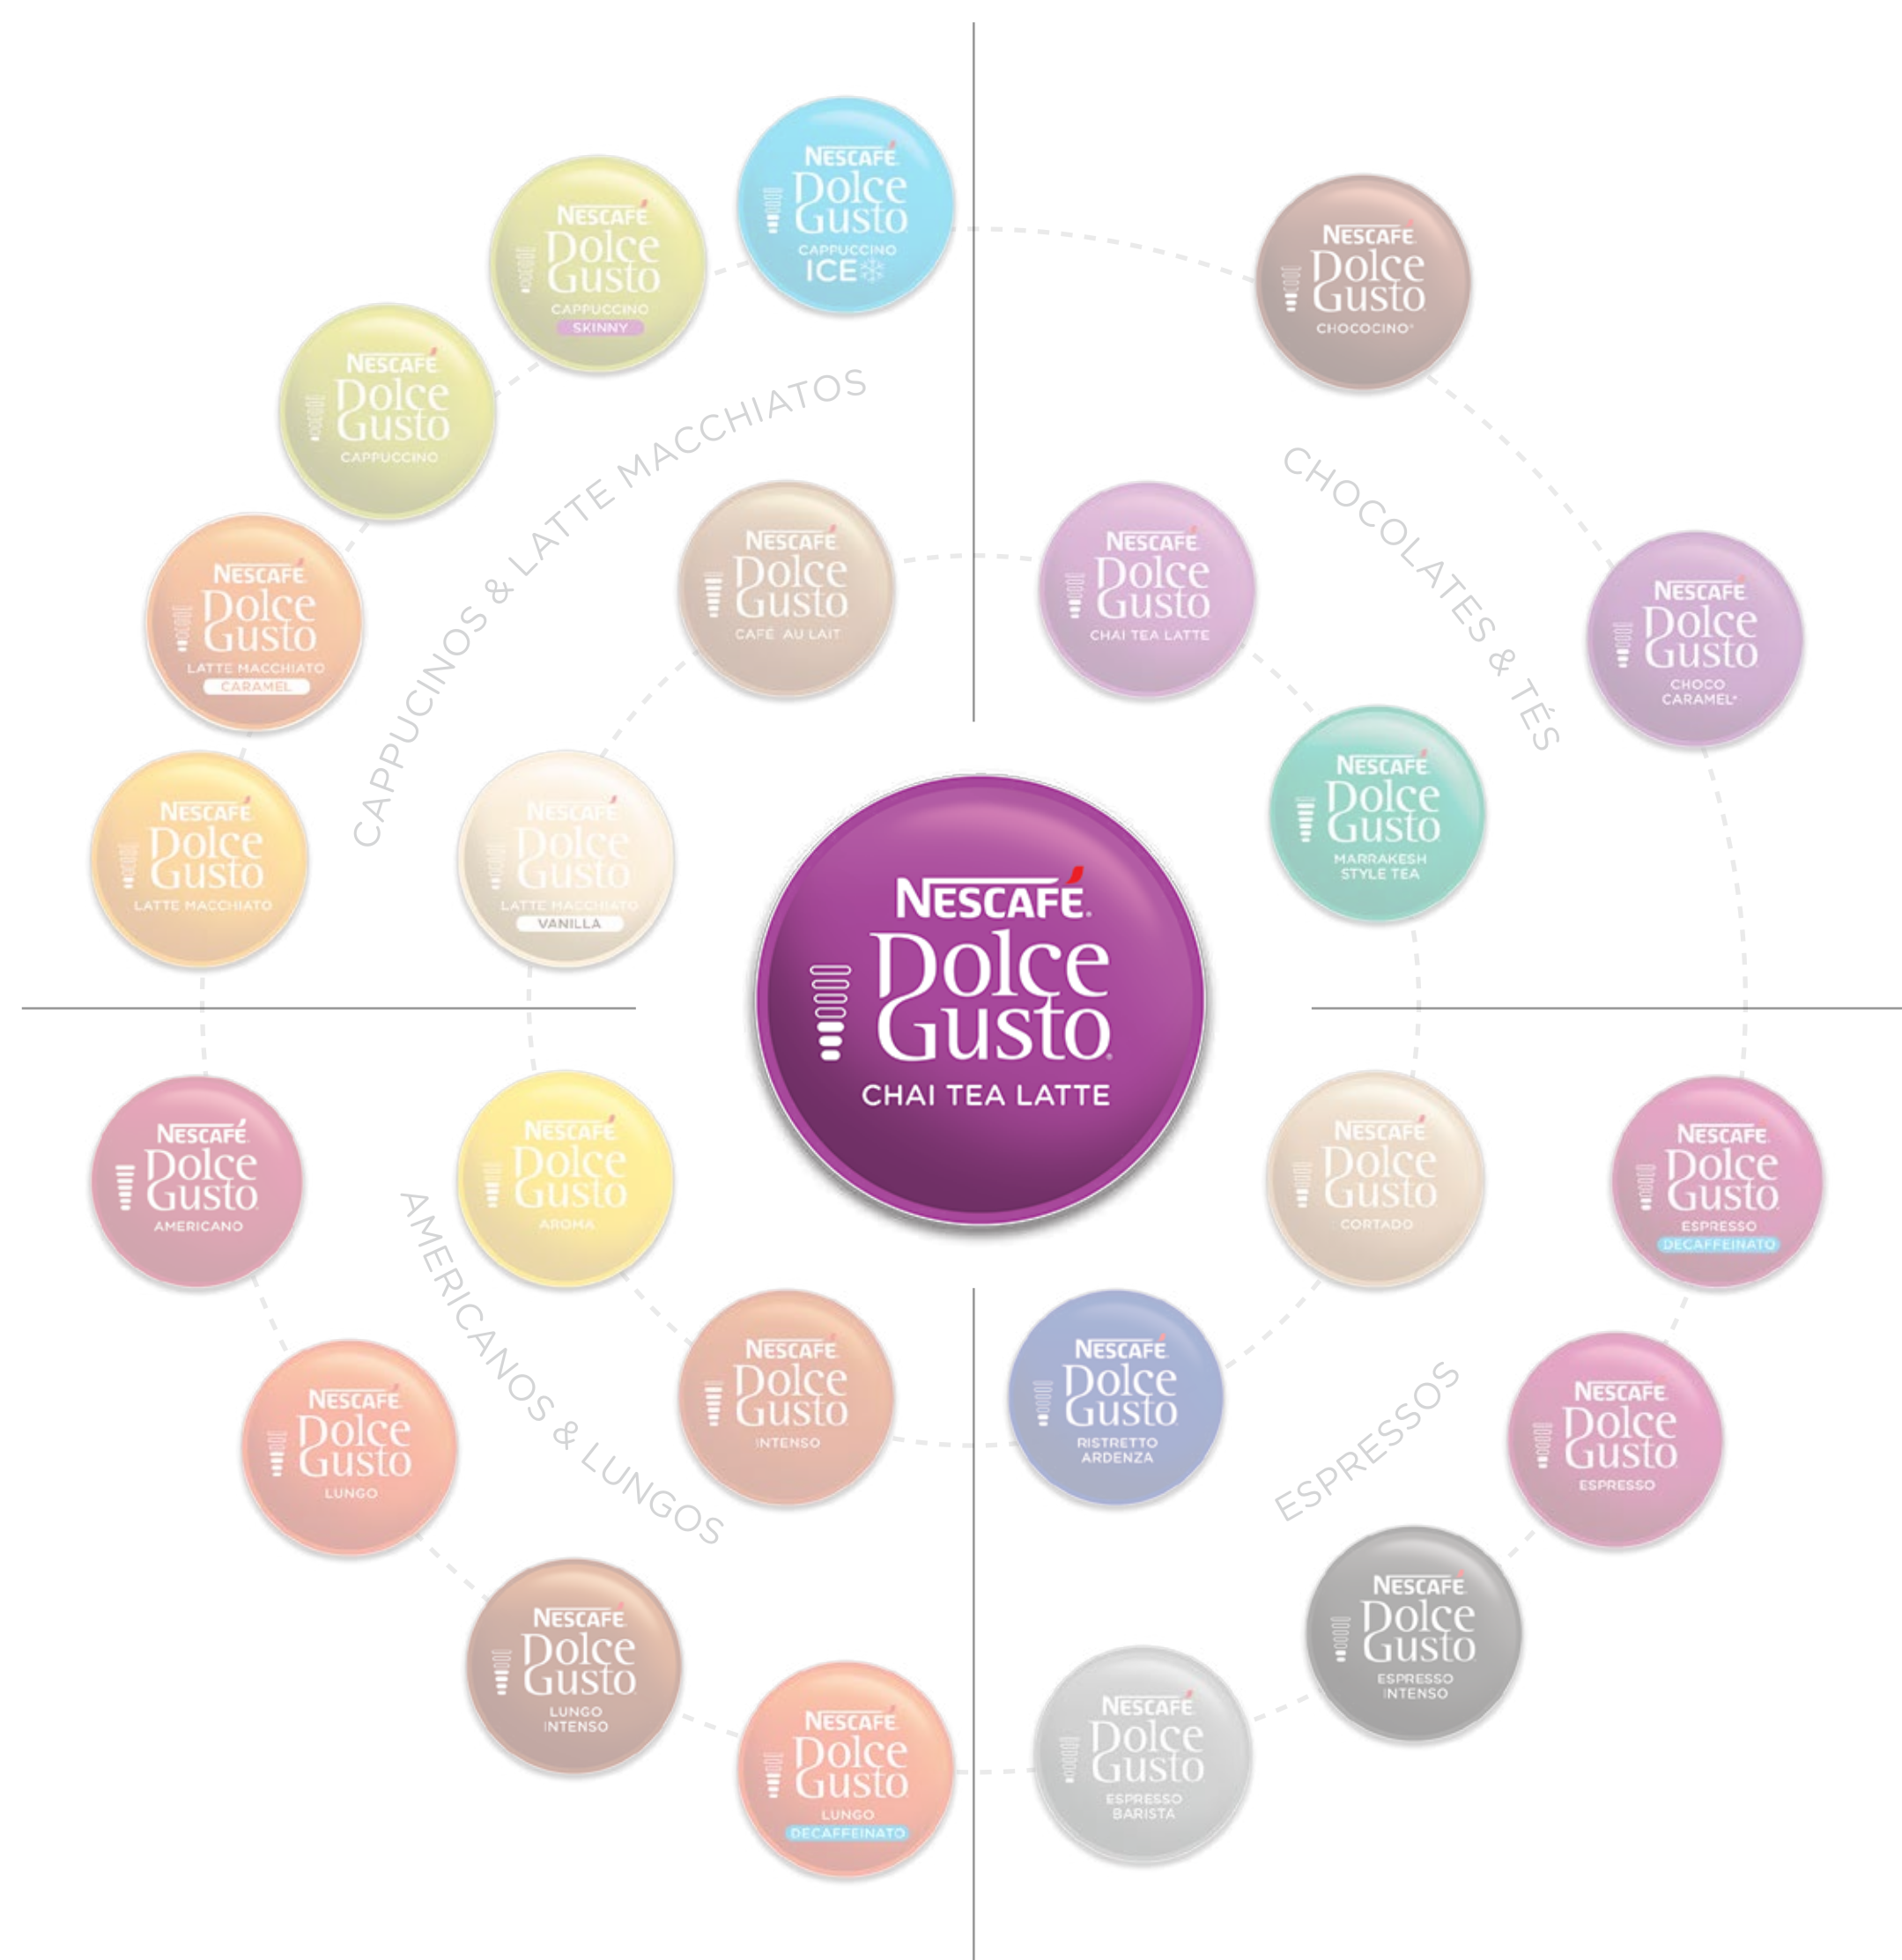 NESCAFÉ
Dolce
Gusto
CAPPUCCINO
ICE
NESCAFÉ
Dolce
Gusto
CAPPUCCINO
SKINNY
NESCAFÉ
Dolce
Gusto
CAPPUCCINO
NESCAFÉ
Dolce
Gusto
LATTE MACCHIATO
CARAMEL
NESCAFÉ
Dolce
Gusto
LATTE MACCHIATO
CAPPUCINOS & LATTE MACCHIATOS
NESCAFÉ
Dolce
Gusto
CAFÉ AU LAIT
NESCAFÉ
Dolce
Gusto
LATTE MACCHIATO
VANILLA
NESCAFÉ
Dolce
Gusto
CHOCOCINO®
CHOCOLATES & TÉS
NESCAFÉ
Dolce
Gusto
CHAI TEA LATTE
NESCAFÉ
Dolce
Gusto
CHOCO
CARAMEL®
NESCAFÉ
Dolce
Gusto
MARRAKESH
STYLE TEA
NESCAFÉ®
Dolce
Gusto®
CHAI TEA LATTE
NESCAFÉ
Dolce
Gusto
AMERICANO
NESCAFÉ
Dolce
Gusto
AROMA
AMERICANOS & LUNGOS
NESCAFÉ
Dolce
Gusto
INTENSO
NESCAFÉ
Dolce
Gusto
LUNGO
NESCAFÉ
Dolce
Gusto
LUNGO
INTENSO
NESCAFÉ
Dolce
Gusto
LUNGO
DECAFFEINATO
NESCAFÉ
Dolce
Gusto
CORTADO
NESCAFÉ
Dolce
Gusto
ESPRESSO
DECAFFEINATO
NESCAFÉ
Dolce
Gusto
RISTRETTO
ARDENZA
ESPRESSOS
NESCAFÉ
Dolce
Gusto
ESPRESSO
NESCAFÉ
Dolce
Gusto
ESPRESSO
INTENSO
NESCAFÉ
Dolce
Gusto
ESPRESSO
BARISTA